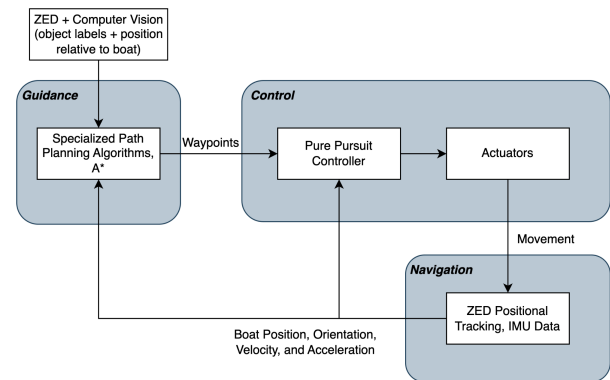 ZED + Computer Vision
(object labels + position
relative to boat)
Guidance
Control
Specialized Path
Planning Algorithms,
A*
Waypoints
Pure Pursuit
Controller
Actuators
Movement
Navigation
ZED Positional
Tracking, IMU Data
Boat Position, Orientation,
Velocity, and Acceleration